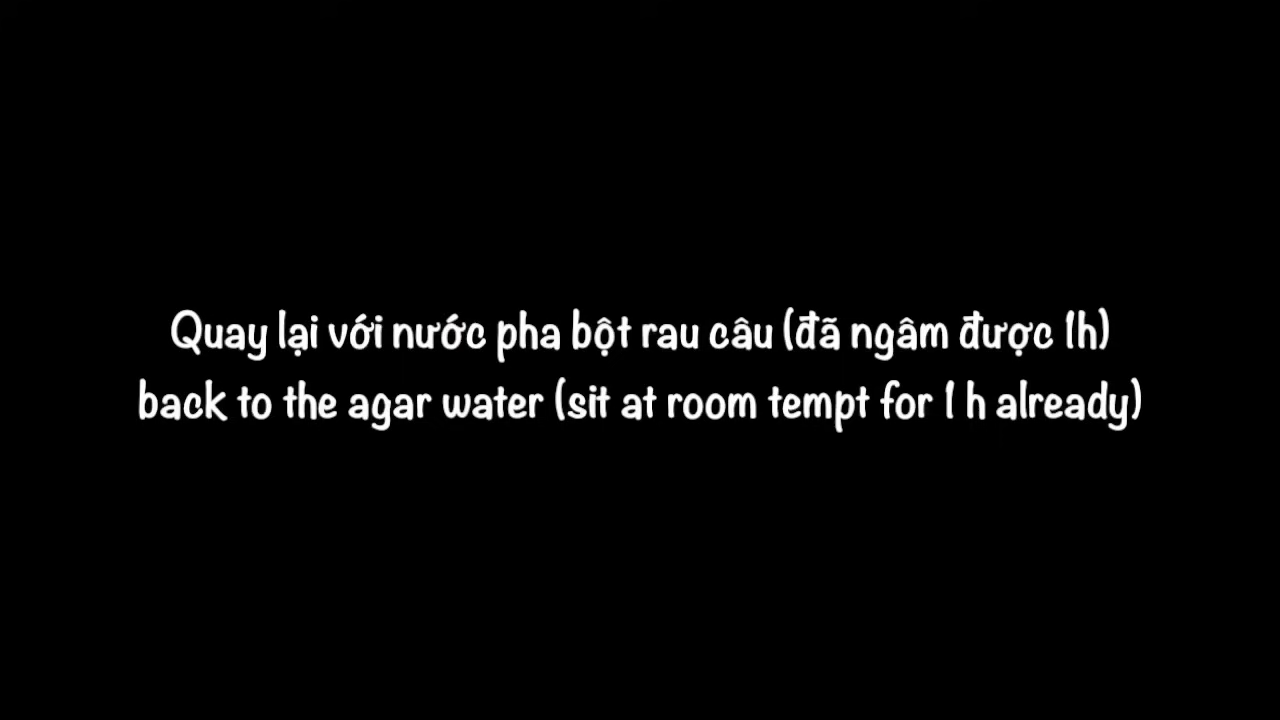 Quay lại với nước pha bột rau câu (đã ngâm được 1h)
back to the agar water (sit at room tempt for 1 h already)